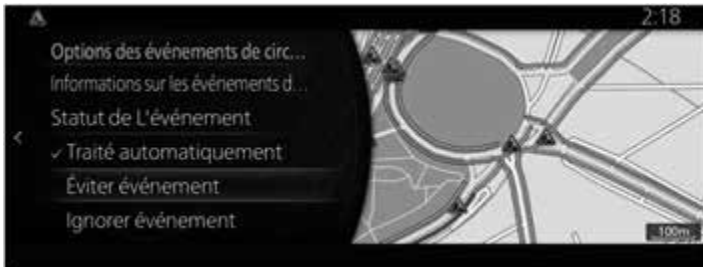 2:18
Options des événements de circ...
Informations sur les événements d...
Statut de L'événement
✓ Traité automatiquement
Éviter événement
Ignorer événement
100m